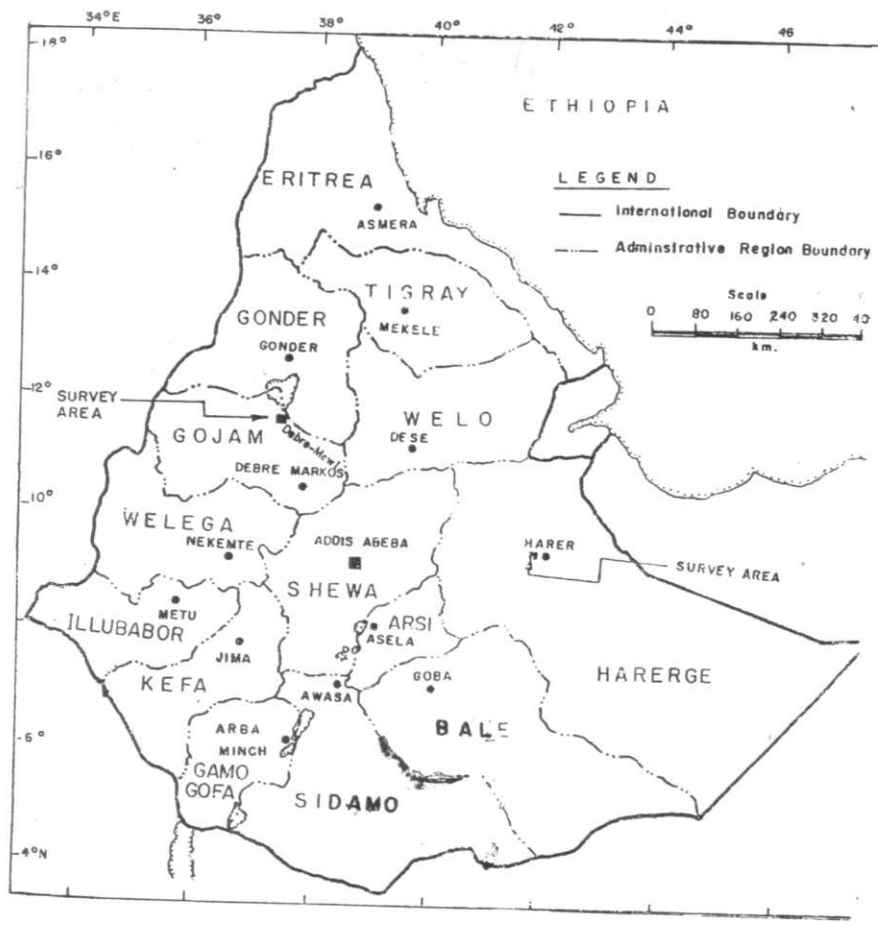 34°E 36° 38° 40° 42° 44 46
18°
ETHIOPIA
16°
ERITREA
LEGEND
ASMERA
International Boundary
Adminstrative Region Boundary
14°
TIGRAY
Scale
0 80 160 240 320 40
km.
GONDER
MEKELE
GONDER
12°
SURVEY
AREA
WELO
GOJAM
DESE
Debre-Mewi
DEBRE MARKOS
10°
WELEGA
NEKEMTE
ADDIS ABEBA
HARER
SURVEY AREA
SHEWA
METU
ILLUBABOR
ARSI
ASELA
JIMA
KEFA
GOBA
HARERGE
AWASA
ARBA
MINCH
BALE
6°
GAMO
GOFA
SIDAMO
4°N